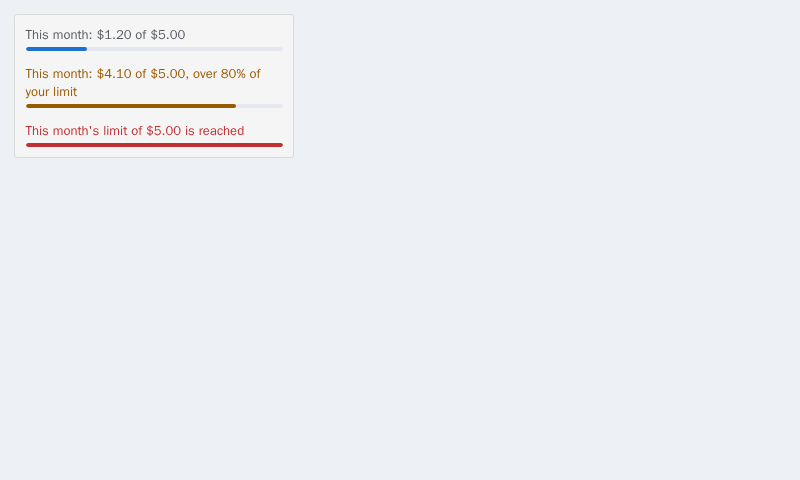 This month: $1.20 of $5.00
This month: $4.10 of $5.00, over 80% of
your limit
This month's limit of $5.00 is reached